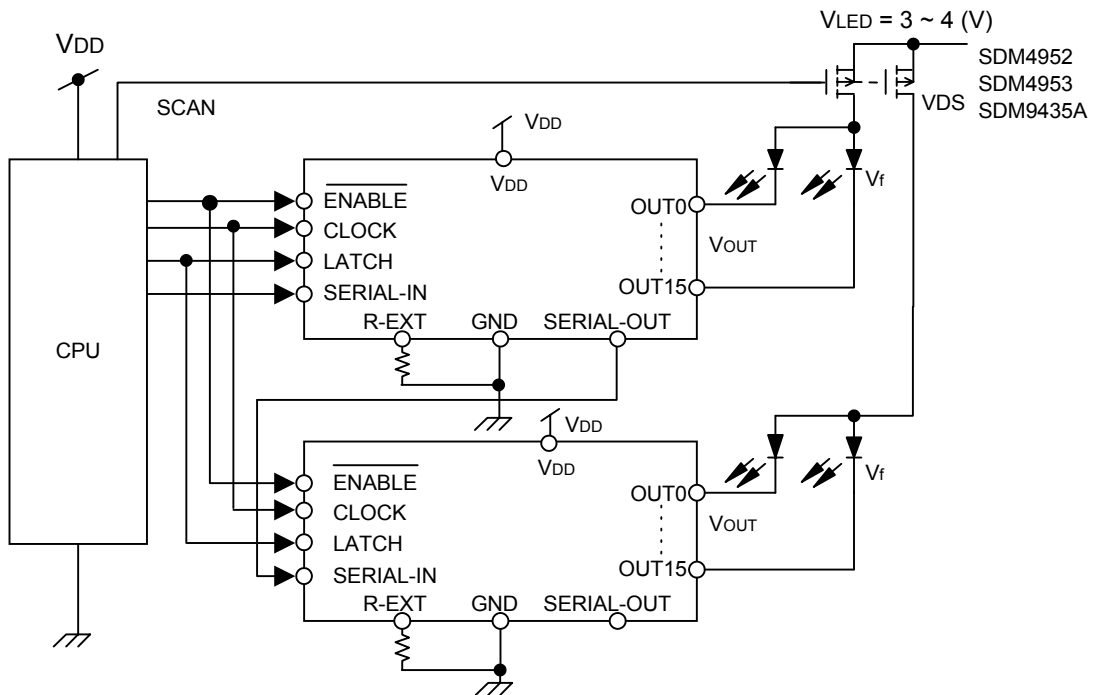 VLED = 3 ~ 4 (V)
VDD
SDM4952
SDM4953
SDM9435A
VDS
SCAN
VDD
VDD
ENABLE
CLOCK
LATCH
SERIAL-IN
OUT0
VOUT
OUT15
Vf
R-EXT
GND
SERIAL-OUT
CPU
VDD
VDD
ENABLE
CLOCK
LATCH
SERIAL-IN
OUT0
VOUT
OUT15
Vf
R-EXT
GND
SERIAL-OUT